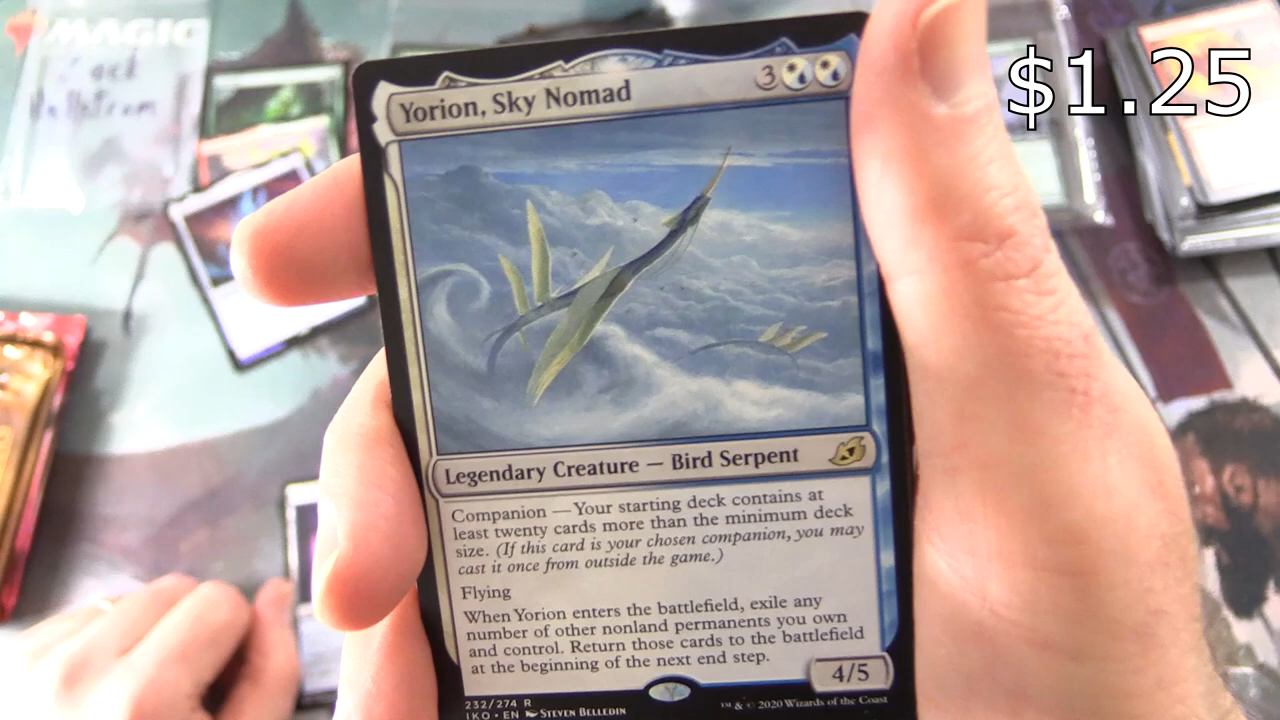 MAGIC
$1.25
Yorion, Sky Nomad
3
Legendary Creature — Bird Serpent
Companion — Your starting deck contains at
least twenty cards more than the minimum deck
size. (If this card is your chosen companion, you may
cast it once from outside the game.)
Flying
When Yorion enters the battlefield, exile any
number of other nonland permanents you own
and control. Return those cards to the battlefield
at the beginning of the next end step.
4/5
232/274 R
IKO • EN Steven Belledin
™ & © 2020 Wizards of the Coast